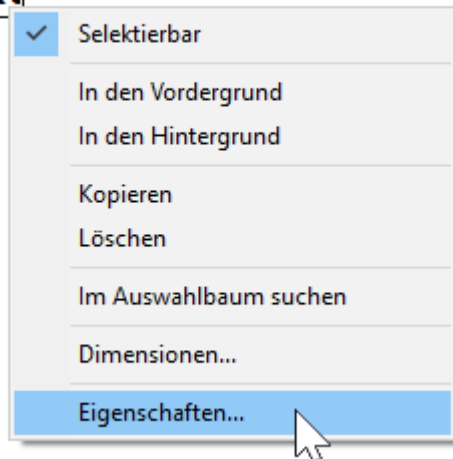 Selektierbar
In den Vordergrund
In den Hintergrund
Kopieren
Löschen
Im Auswahlbaum suchen
Dimensionen...
Eigenschaften...